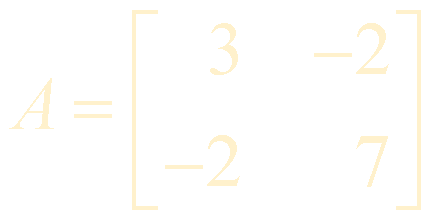 A = [ 3 −2
−2 7 ]